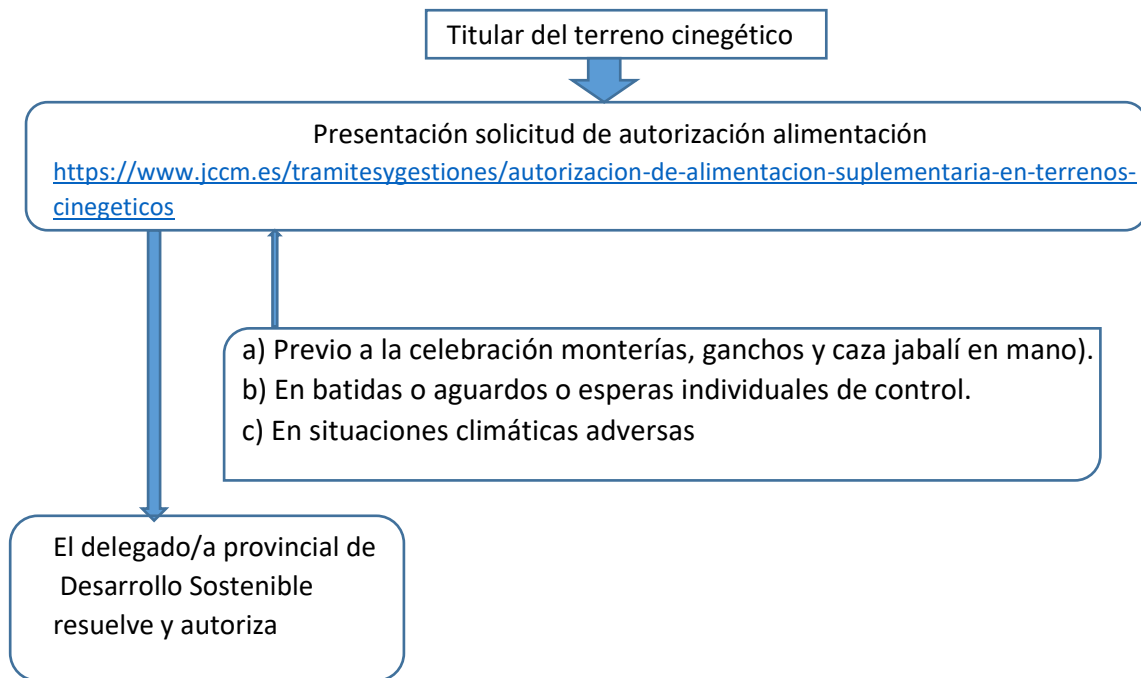 Titular del terreno cinegético
Presentación solicitud de autorización alimentación
https://www.jccm.es/tramitesygestiones/autorizacion-de-alimentacion-suplementaria-en-terrenos-
cinegeticos
a) Previo a la celebración monterías, ganchos y caza jabalí en mano).
b) En batidas o aguardos o esperas individuales de control.
c) En situaciones climáticas adversas
El delegado/a provincial de
Desarrollo Sostenible
resuelve y autoriza